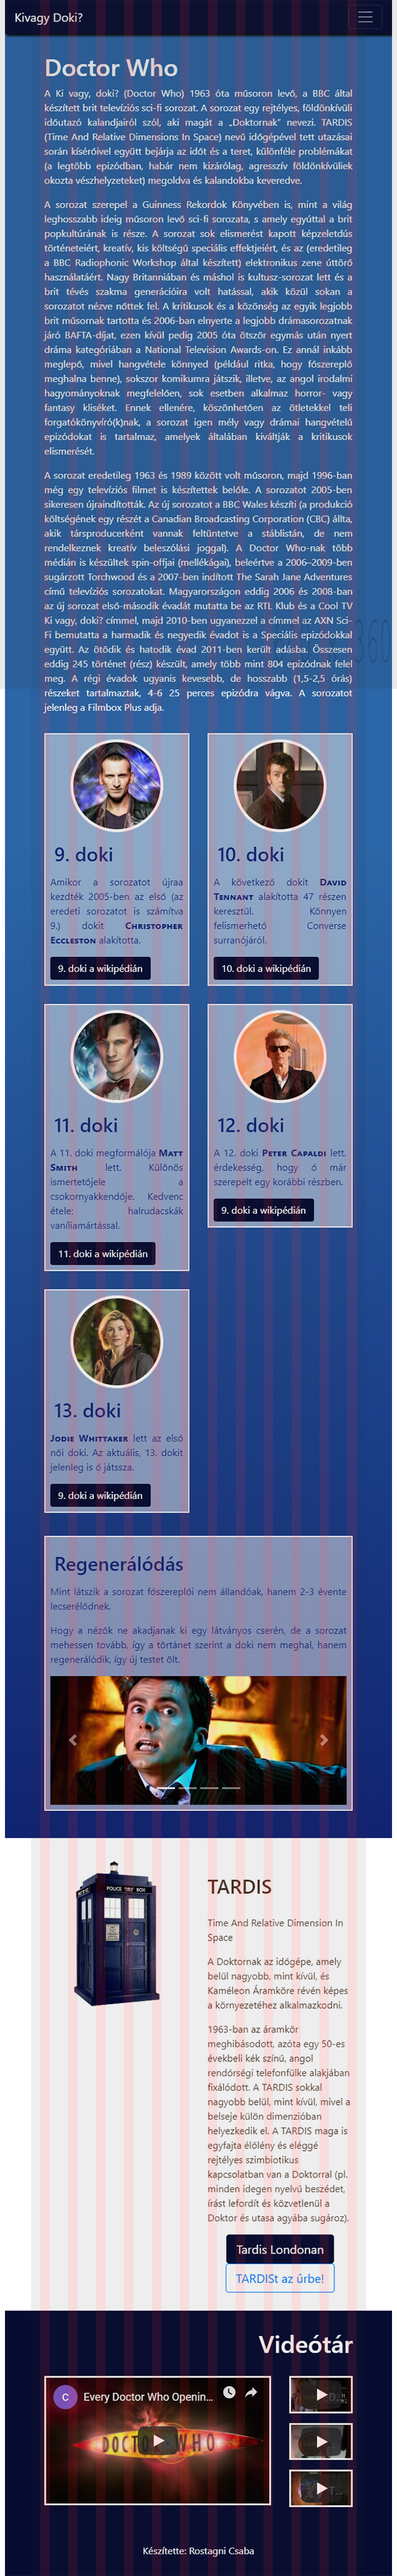 Kivagy Doki?
Doctor Who
A Ki vagy, doki? (Doctor Who) 1963 óta műsoron lévő, a BBC által
készített brit televíziós sci-fi sorozat. A sorozat egy rejtélyes, földönkívüli
időutazó kalandjairól szól, aki magát a „Doktornak” nevezi. TARDIS
(Time And Relative Dimensions In Space) nevű időgépével tett utazásai
során kísérőivel együtt bejárja az időt és a teret, különféle problémákat
(a legtöbb epizódban, habár nem kizárólag, agresszív földönkívüliek
okozta vészhelyzeteket) megoldva és kalandokba keveredve.
A sorozat szerepel a Guinness Rekordok Könyvében is, mint a világ
leghosszabb ideig műsoron levő sci-fi sorozata, s amely egyúttal a brit
popkultúrának is része. A sorozat sok elismerést kapott képzeletdús
történeteiért, kreatív, kis költségű speciális effektjeiért, és az (eredetileg
a BBC Radiophonic Workshop által készített) elektronikus zene úttörő
használatáért. Nagy Britanniában és máshol is kultusz-sorozat lett és a
brit tévés szakma generációira volt hatással, akik közül sokan a
sorozatot nézve nőttek fel. A kritikusok és a közönség az egyik legjobb
brit műsornak tartotta és 2006-ban elnyerte a legjobb drámasorozatnak
járó BAFTA-díjat, ezen kívül pedig 2005 óta ötször egymás után nyert
dráma kategóriában a National Television Awards-on. Ez annál inkább
meglepő, mivel hangvétele könnyed (például ritka, hogy főszereplő
meghalna benne), sokszor komikumra játszik, illetve, az angol irodalmi
hagyományoknak megfelelően, sok esetben alkalmaz horror- vagy
fantasy kliséket. Ennek ellenére, köszönhetően az ötletekkel teli
forgatókönyvíró(k)nak, a sorozat igen mély vagy drámai hangvételű
epizódokat is tartalmaz, amelyek általában kiváltják a kritikusok
elismerését.
A sorozat eredetileg 1963 és 1989 között volt műsoron, majd 1996-ban
még egy televíziós filmet is készítettek belőle. A sorozatot 2005-ben
sikeresen újraindították. Az új sorozatot a BBC Wales készíti (a produkció
költségének egy részét a Canadian Broadcasting Corporation (CBC) állta,
akik társproducerként vannak feltüntetve a stáblistán, de nem
rendelkeznek kreatív beleszólási joggal). A Doctor Who-nak több
médián is készültek spin-offjai (mellékágai), beleértve a 2006–2009-ben
sugárzott Torchwood és a 2007-ben indított The Sarah Jane Adventures
című televíziós sorozatokat. Magyarországon eddig 2006 és 2008-ban
az új sorozat első-második évadát mutatta be az RTL Klub és a Cool TV
Ki vagy, doki? címmel, majd 2010-ben ugyanezzel a címmel az AXN Sci-
Fi bemutatta a harmadik és negyedik évadot is a Speciális epizódokkal
együtt. Az ötödik és hatodik évad 2011-ben került adásba. Összesen
eddig 245 történet (rész) készült, amely több mint 804 epizódnak felel
meg. A régi évadok ugyanis kevesebb, de hosszabb (1,5-2,5 órás)
részeket tartalmaztak, 4-6 25 perces epizódra vágva. A sorozatot
jelenleg a Filmbox Plus adja.
9. doki
Amikor a sorozatot újraa
kezdték 2005-ben az első (az
eredeti sorozatot is számítva
9.) dokit Christopher
Eccleston alakította.
9. doki a wikipédián
10. doki
A következő dokit David
Tennant alakította 47 részen
keresztül. Könnyen
felismerhető Converse
surranójáról.
10. doki a wikipédián
11. doki
A 11. doki megformálója Matt
Smith lett. Különös
ismertetőjele a
csokornyakkendője. Kedvenc
étele: halrudacskák
vaníliamártással.
11. doki a wikipédián
12. doki
A 12. doki Peter Capaldi lett.
érdekesség, hogy ő már
szerepelt egy korábbi részben.
9. doki a wikipédián
13. doki
Jodie Whittaker lett az első
női doki. Az aktuális, 13. dokit
jelenleg is ő játssza.
9. doki a wikipédián
Regenerálódás
Mint látszik a sorozat főszereplői nem állandóak, hanem 2-3 évente
lecserélődnek.
Hogy a nézők ne akadjanak ki egy látványos cserén, de a sorozat
mehessen tovább, így a törtánet szerint a doki nem meghal, hanem
regenerálódik, így új testet ölt.
POLICE BOX
TARDIS
Time And Relative Dimension In
Space
A Doktornak az időgépe, amely
belül nagyobb, mint kívül, és
Kaméleon Áramköre révén képes
a környezetéhez alkalmazkodni.
1963-ban az áramkör
meghibásodott, azóta egy 50-es
évekbeli kék színű, angol
rendőrségi telefonfülke alakjában
fixálódott. A TARDIS sokkal
nagyobb belül, mint kívül, mivel a
belseje külön dimenzióban
helyezkedik el. A TARDIS maga is
egyfajta élőlény és eléggé
rejtélyes szimbiotikus
kapcsolatban van a Doktorral (pl.
minden idegen nyelvű beszédet,
írást lefordít és közvetlenül a
Doktor és utasa agyába sugároz).
Tardis Londonan
TARDISt az űrbe!
Videótár
C Every Doctor Who Openin...
DOCTOR WHO
Készítette: Rostagni Csaba